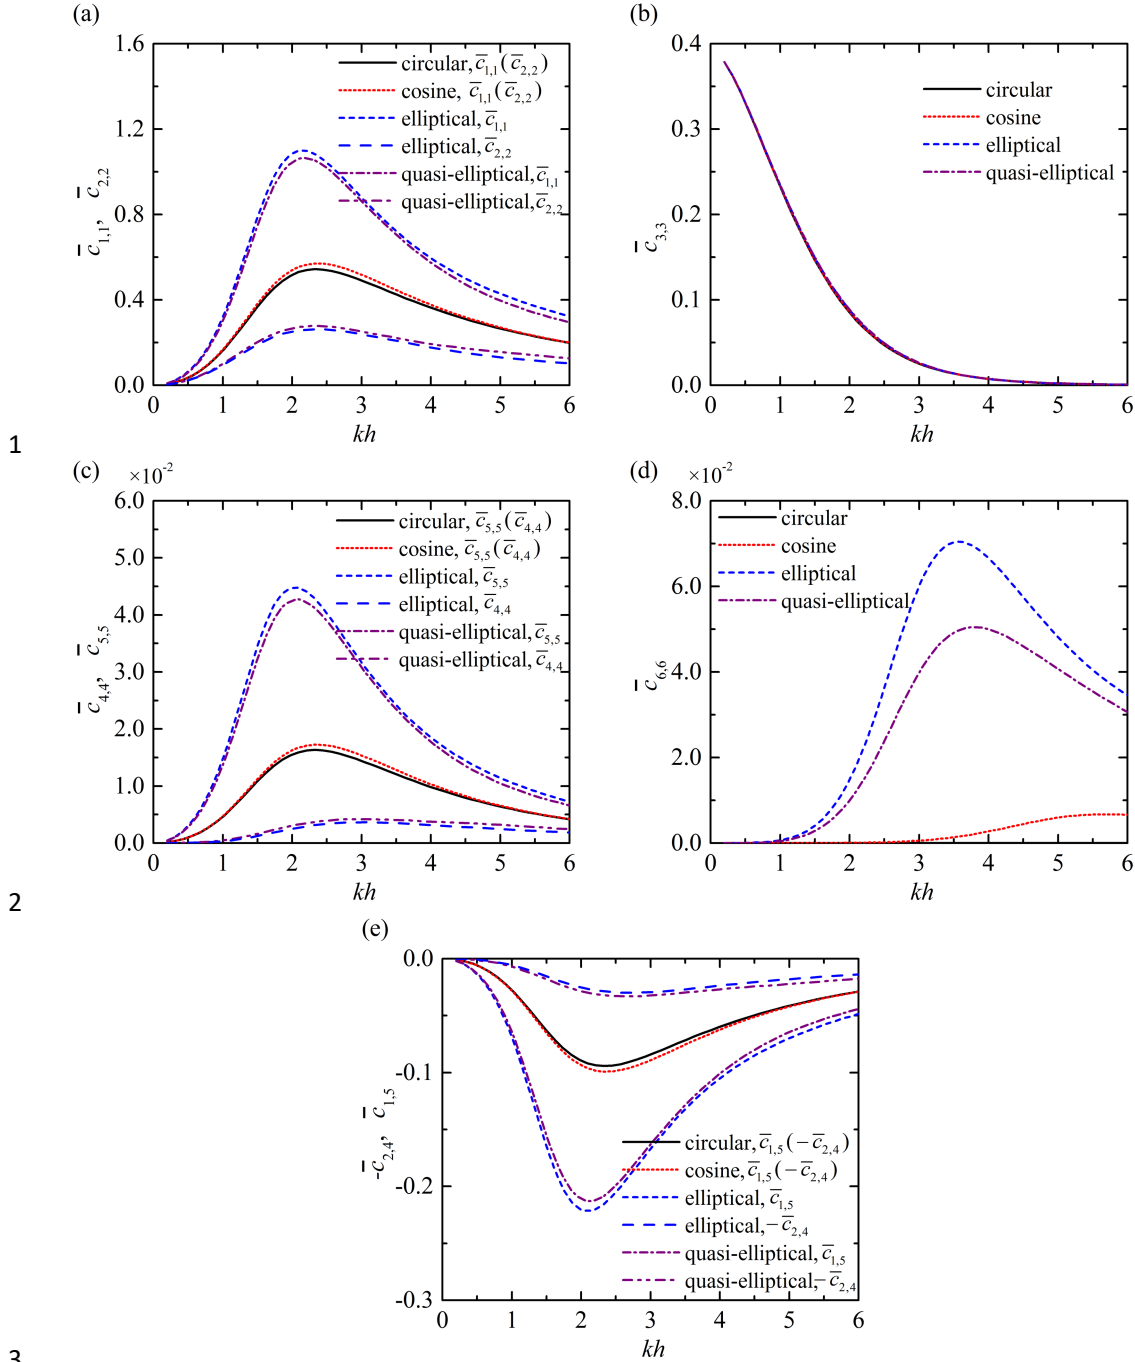 (a)
1.6
1.2
0.8
0.4
0.0
c̄1,1, c̄2,2
circular, c̄1,1(c̄2,2)
cosine, c̄1,1(c̄2,2)
elliptical, c̄1,1
elliptical, c̄2,2
quasi-elliptical, c̄1,1
quasi-elliptical, c̄2,2
0 1 2 3 4 5 6
kh
(b)
0.4
0.3
0.2
0.1
0.0
c̄3,3
circular
cosine
elliptical
quasi-elliptical
0 1 2 3 4 5 6
kh
1
(c)
×10-2
6.0
4.5
3.0
1.5
1.0
0.0
c̄4,4, c̄5,5
circular, c̄5,5(c̄4,4)
cosine, c̄5,5(c̄4,4)
elliptical, c̄5,5
elliptical, c̄4,4
quasi-elliptical, c̄5,5
quasi-elliptical, c̄4,4
0 1 2 3 4 5 6
kh
(d)
×10-2
8.0
6.0
4.0
2.0
0.0
c̄6,6
circular
cosine
elliptical
quasi-elliptical
0 1 2 3 4 5 6
kh
2
(e)
0.0
-0.1
-0.2
-0.3
-c̄2,4, c̄1,5
circular, c̄1,5(−c̄2,4)
cosine, c̄1,5(−c̄2,4)
elliptical, c̄1,5
elliptical,−c̄2,4
quasi-elliptical, c̄1,5
quasi-elliptical,−c̄2,4
0 1 2 3 4 5 6
kh
3